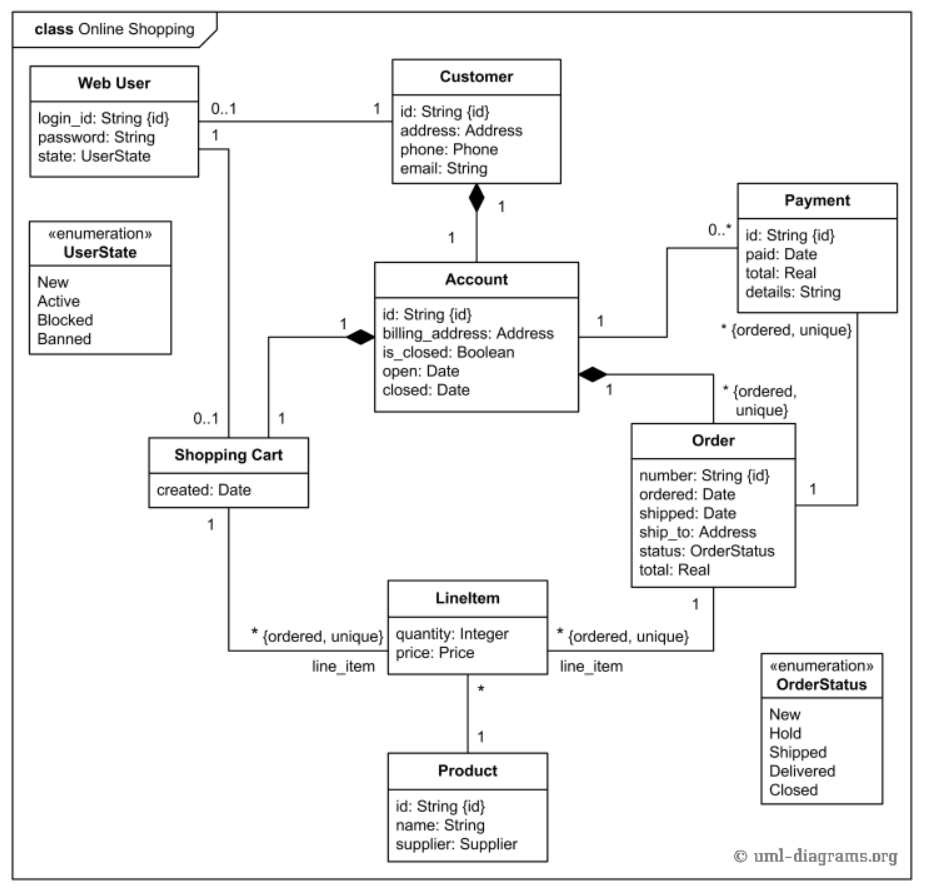 class Online Shopping
Web User
login_id: String {id}
password: String
state: UserState
0..1
1
1
Customer
id: String {id}
address: Address
phone: Phone
email: String
1
1
«enumeration»
UserState
New
Active
Blocked
Banned
Payment
id: String {id}
paid: Date
total: Real
details: String
0..*
* {ordered, unique}
Account
id: String {id}
billing_address: Address
is_closed: Boolean
open: Date
closed: Date
1
1
1
* {ordered,
unique}
0..1
1
Shopping Cart
created: Date
1
Order
number: String {id}
ordered: Date
shipped: Date
ship_to: Address
status: OrderStatus
total: Real
1
1
LineItem
quantity: Integer
price: Price
* {ordered, unique}
line_item
* {ordered, unique}
line_item
*
1
Product
id: String {id}
name: String
supplier: Supplier
«enumeration»
OrderStatus
New
Hold
Shipped
Delivered
Closed
© uml-diagrams.org